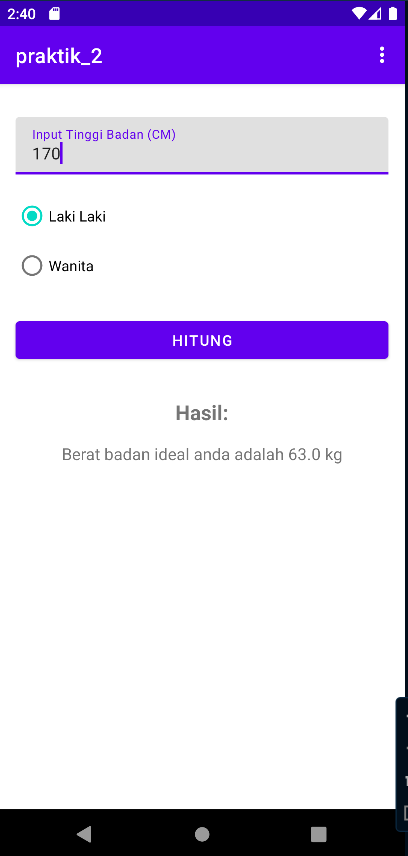 2:40
praktik_2
Input Tinggi Badan (CM)
170
Laki Laki
Wanita
HITUNG
Hasil:
Berat badan ideal anda adalah 63.0 kg